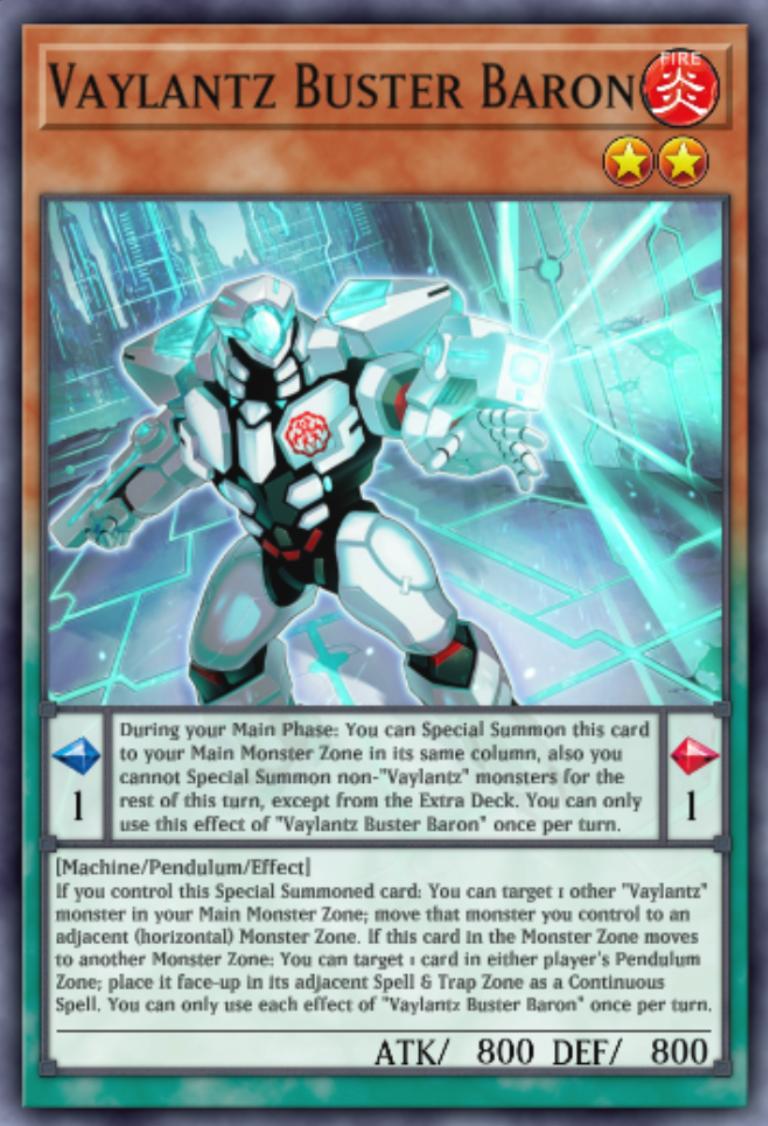 VAYLANTZ BUSTER BARON
FIRE
炎
During your Main Phase: You can Special Summon this card
to your Main Monster Zone in its same column, also you
cannot Special Summon non-"Vaylantz" monsters for the
rest of this turn, except from the Extra Deck. You can only
use this effect of "Vaylantz Buster Baron" once per turn.
1
1
[Machine/Pendulum/Effect]
If you control this Special Summoned card: You can target 1 other "Vaylantz"
monster in your Main Monster Zone; move that monster you control to an
adjacent (horizontal) Monster Zone. If this card in the Monster Zone moves
to another Monster Zone: You can target 1 card in either player's Pendulum
Zone; place it face-up in its adjacent Spell & Trap Zone as a Continuous
Spell. You can only use each effect of "Vaylantz Buster Baron" once per turn.
ATK/ 800 DEF/ 800